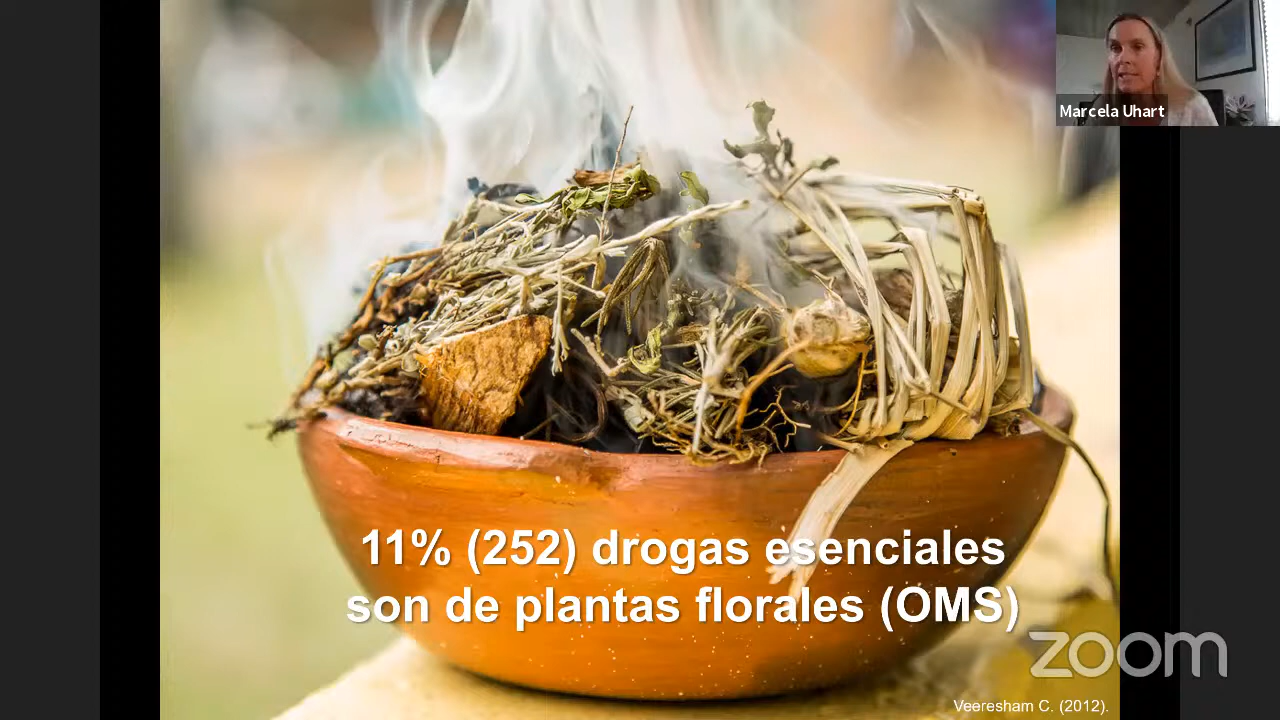 Marcela Uhart
11% (252) drogas esenciales
son de plantas florales (OMS)
zoom
Veeresham C. (2012).